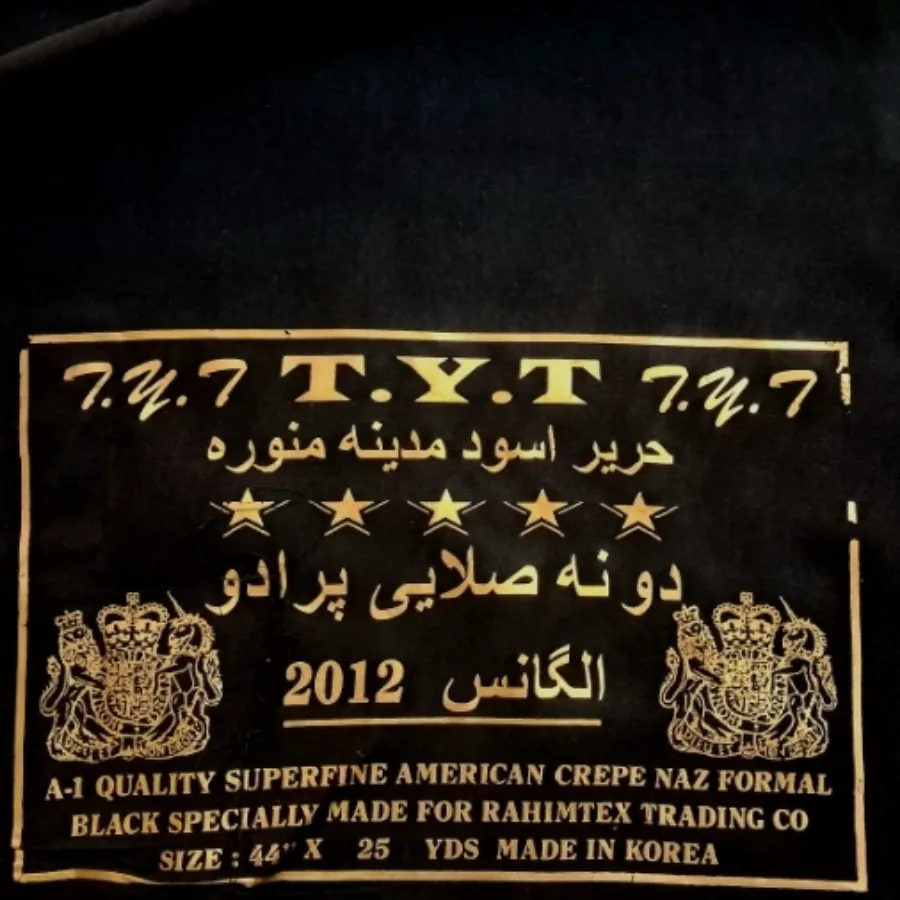 T.Y.T T.Y.T T.Y.T
حریر اسود مدینه منوره
دو نه صلایی پرادو
الگانس 2012
A-1 QUALITY SUPERFINE AMERICAN CREPE NAZ FORMAL
BLACK SPECIALLY MADE FOR RAHIMTEX TRADING CO
SIZE : 44" X 25 YDS MADE IN KOREA